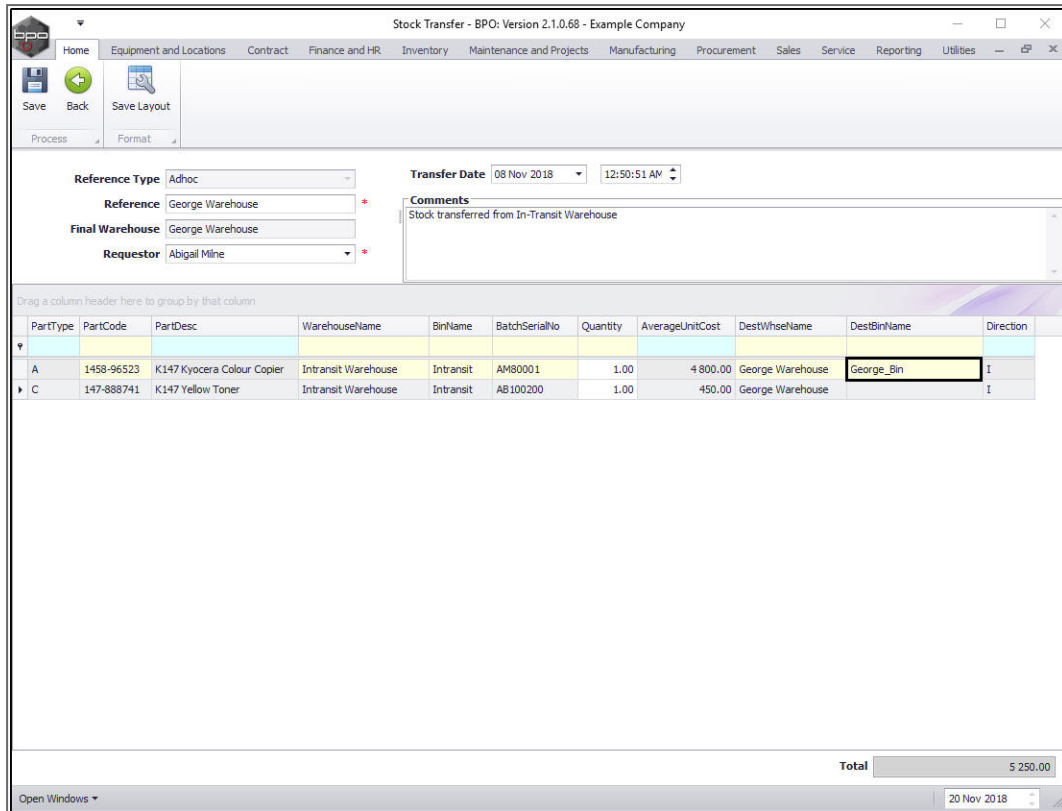 bpo
Stock Transfer - BPO: Version 2.1.0.68 - Example Company
Home Equipment and Locations Contract Finance and HR Inventory Maintenance and Projects Manufacturing Procurement Sales Service Reporting Utilities
Save Back Save Layout
Process Format
Reference Type Adhoc
Reference George Warehouse *
Final Warehouse George Warehouse
Requestor Abigail Milne *
Transfer Date 08 Nov 2018 12:50:51 AM
Comments
Stock transferred from In-Transit Warehouse
Drag a column header here to group by that column
PartType PartCode PartDesc WarehouseName BinName BatchSerialNo Quantity AverageUnitCost DestWhseName DestBinName Direction
A 1458-96523 K147 Kyocera Colour Copier Intransit Warehouse Intransit AM80001 1.00 4 800.00 George Warehouse George_Bin I
C 147-888741 K147 Yellow Toner Intransit Warehouse Intransit AB100200 1.00 450.00 George Warehouse I
Total 5 250.00
Open Windows 20 Nov 2018